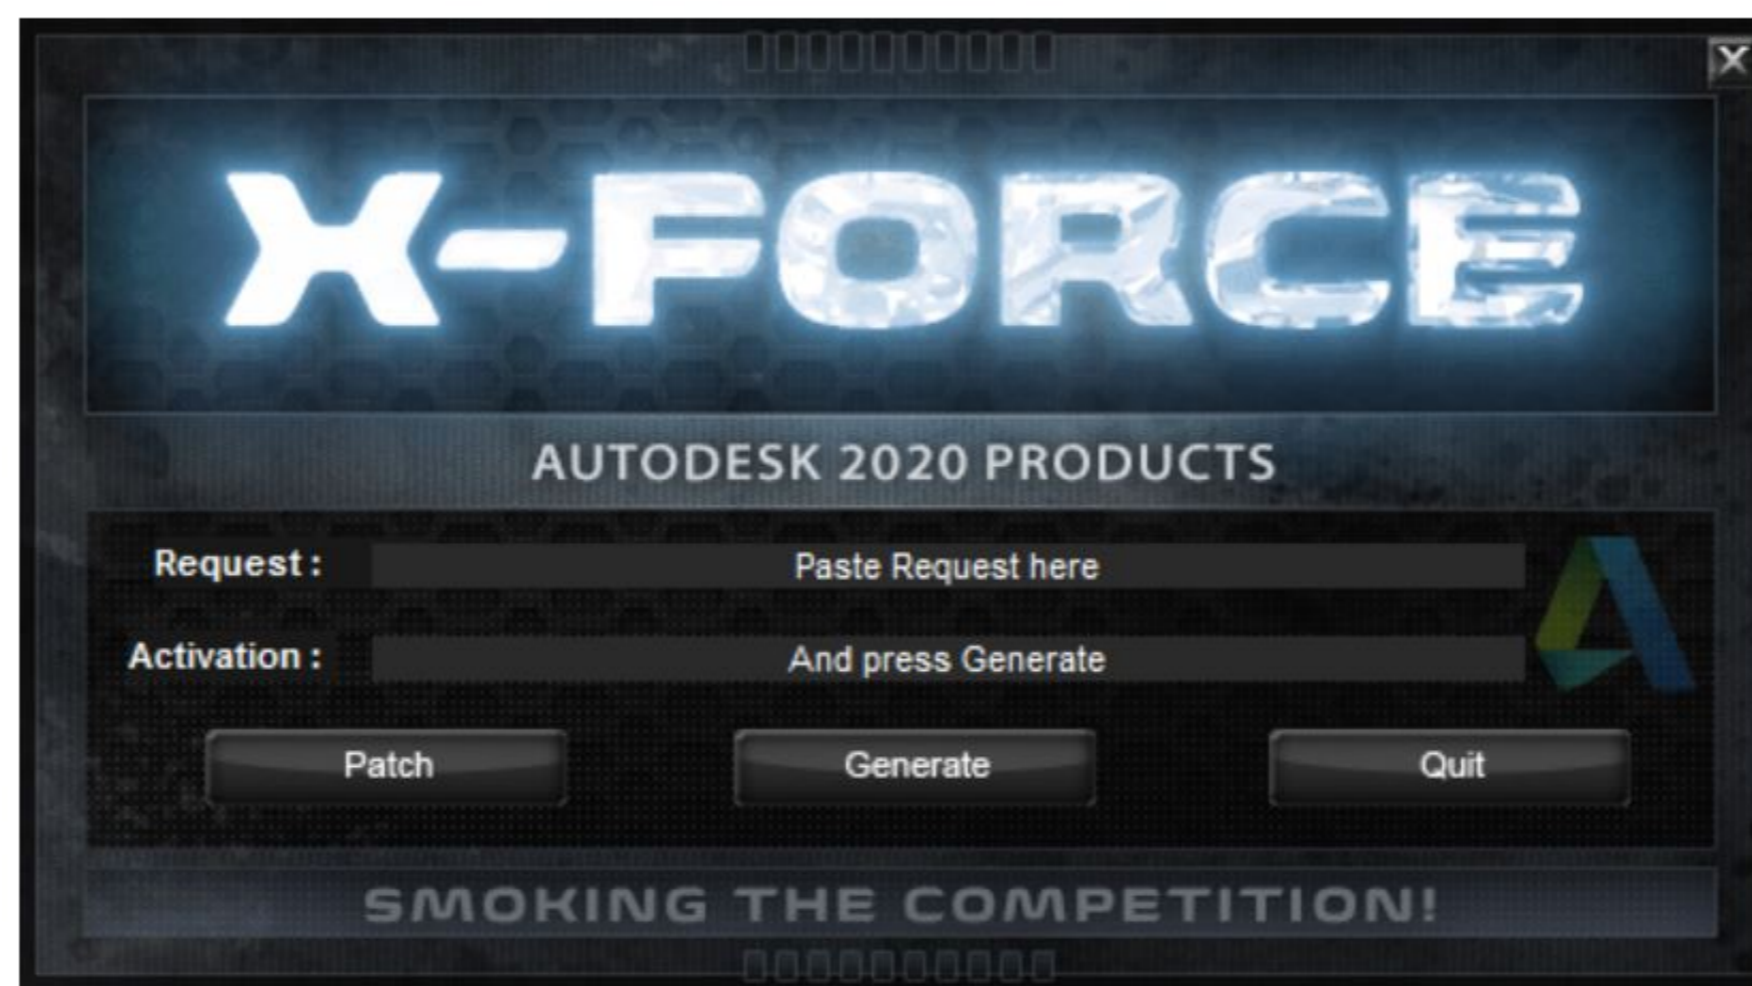 X
X-FORCE
AUTODESK 2020 PRODUCTS
Request :
Paste Request here
Activation :
And press Generate
Patch
Generate
Quit
SMOKING THE COMPETITION!